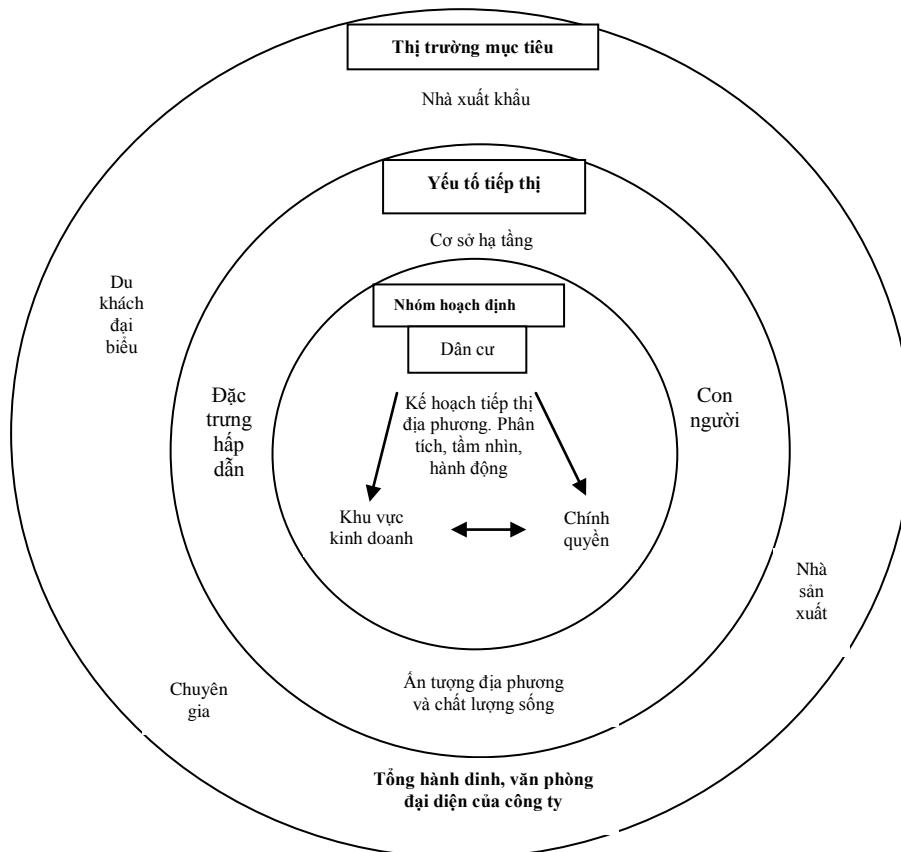 Thị trường mục tiêu
Nhà xuất khẩu
Yếu tố tiếp thị
Cơ sở hạ tầng
Du
khách
đại
biểu
Nhóm hoạch định
Dân cư
Đặc
trưng
hấp
dẫn
Kế hoạch tiếp thị
địa phương. Phân
tích, tầm nhìn,
hành động
Con
người
Khu vực
kinh doanh
Chính
quyền
Nhà
sản
xuất
Chuyên
gia
Ấn tượng địa phương
và chất lượng sống
Tổng hành dinh, văn phòng
đại diện của công ty